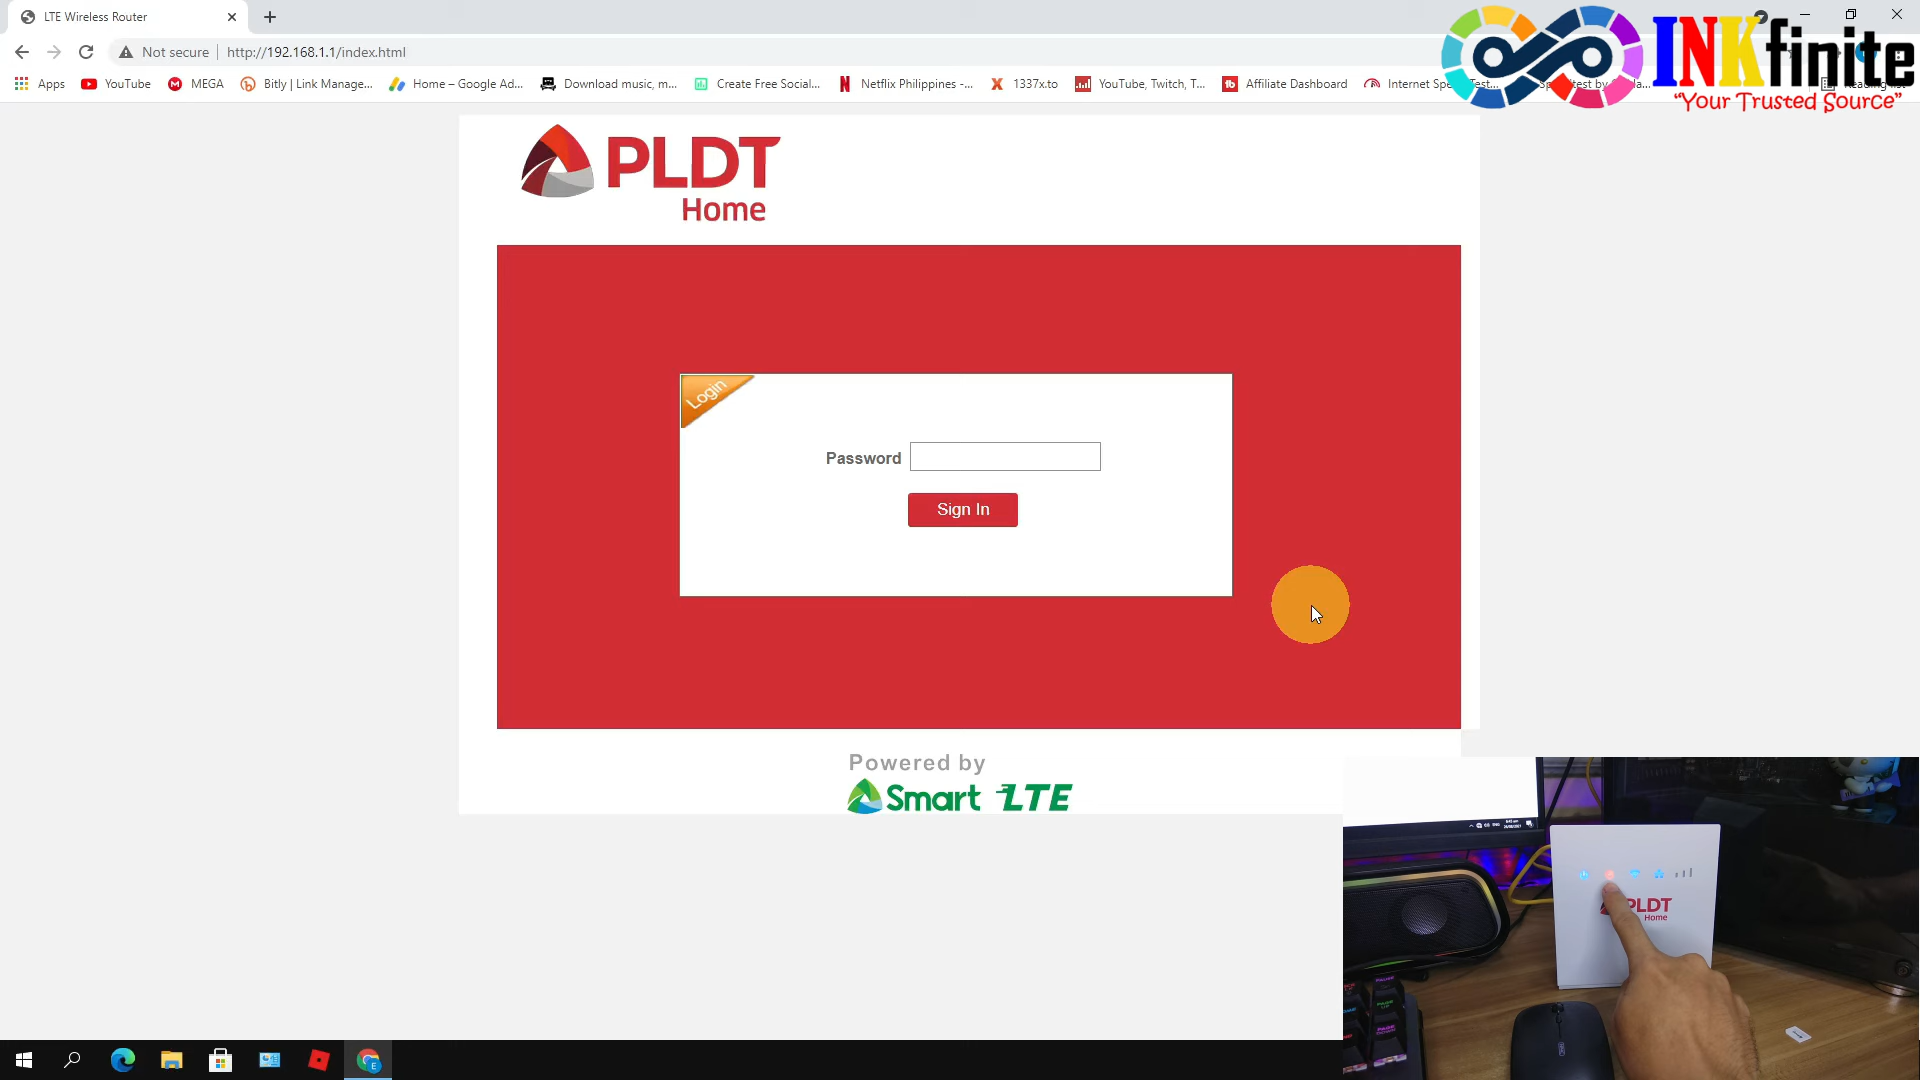 LTE Wireless Router
INKfinite
"Your Trusted Source"
Not secure
http://192.168.1.1/index.html
Apps
YouTube
MEGA
Bitly | Link Manage...
Home – Google Ad...
Download music, m...
Create Free Social...
Netflix Philippines -...
1337x.to
YouTube, Twitch, T...
Affiliate Dashboard
PLDT
Home
Login
Password
Sign In
Powered by
Smart LTE
PLDT
Home